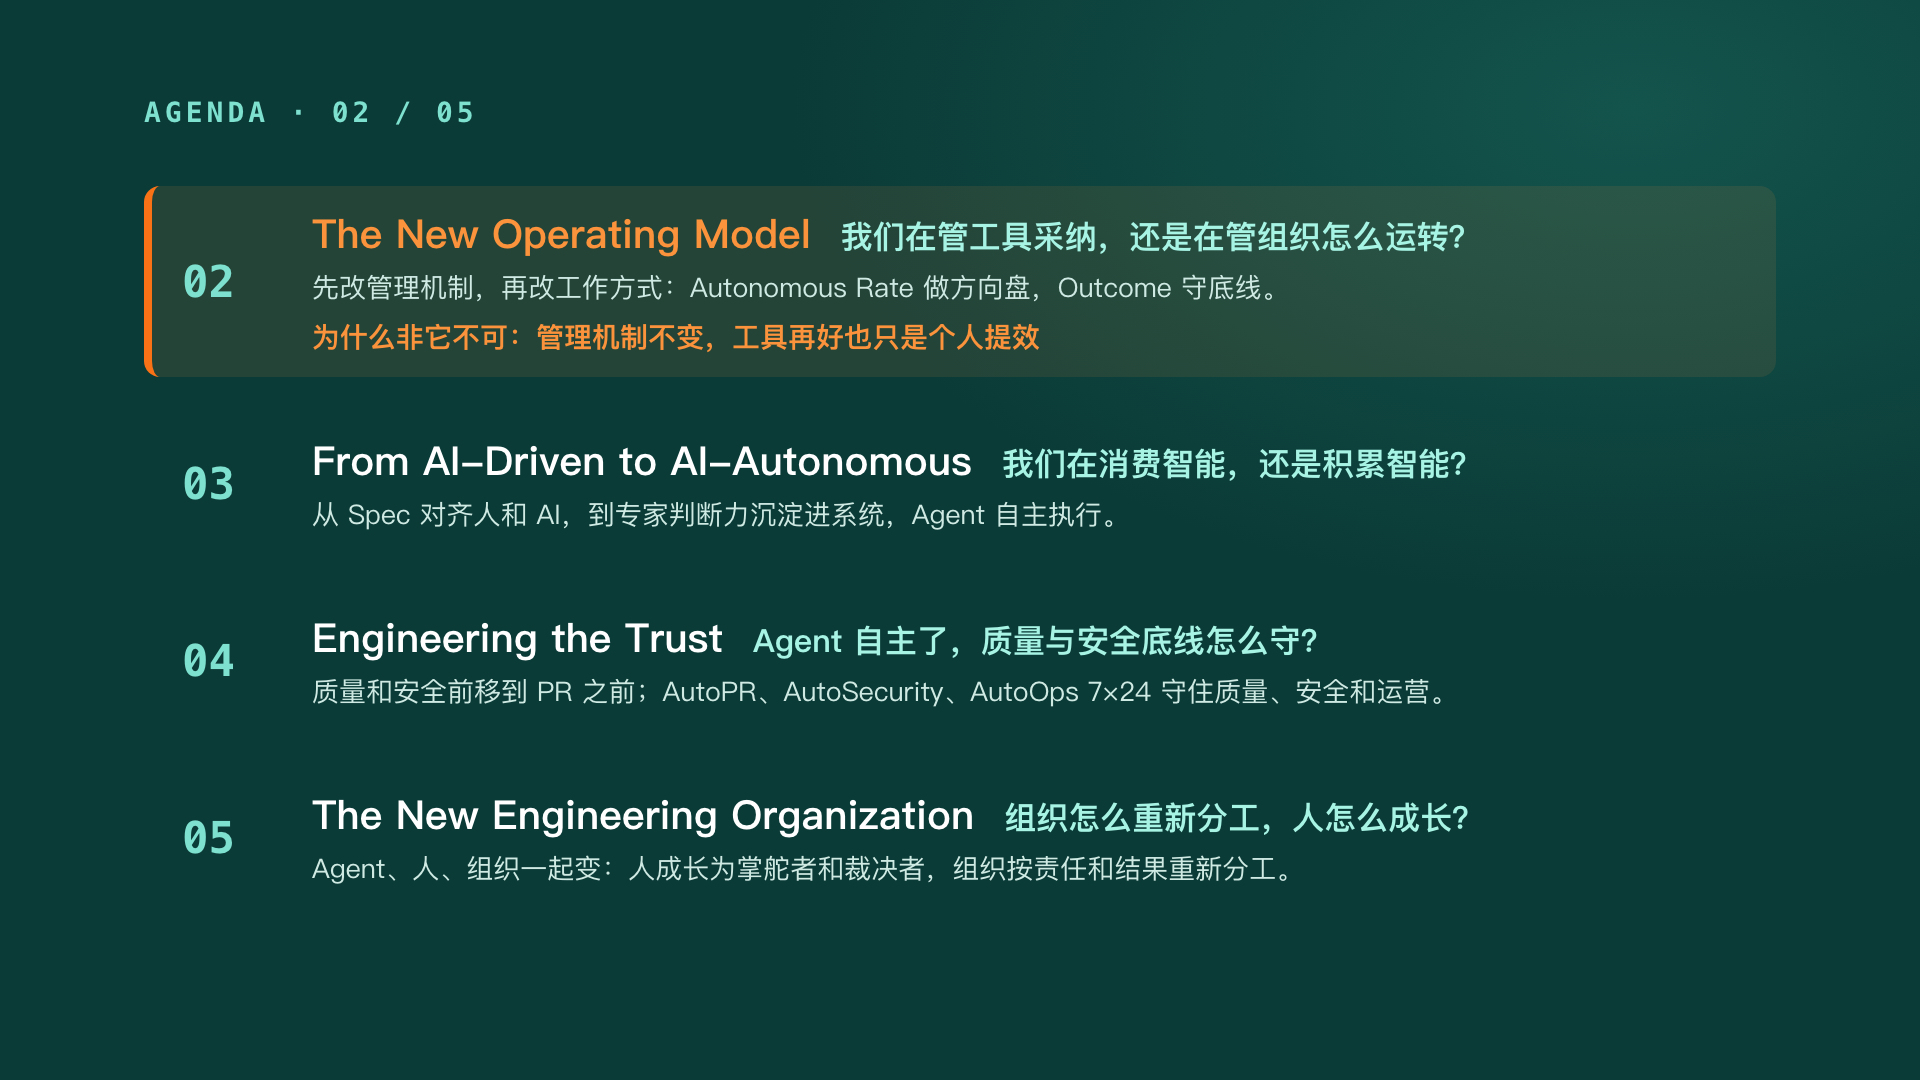 AGENDA · 02 / 05
02
The New Operating Model 我们在管工具采纳，还是在管组织怎么运转？
先改管理机制，再改工作方式：Autonomous Rate 做方向盘，Outcome 守底线。
为什么非它不可：管理机制不变，工具再好也只是个人提效
03
From AI–Driven to AI–Autonomous 我们在消费智能，还是积累智能？
从 Spec 对齐人和 AI，到专家判断力沉淀进系统，Agent 自主执行。
04
Engineering the Trust Agent 自主了，质量与安全底线怎么守？
质量和安全前移到 PR 之前；AutoPR、AutoSecurity、AutoOps 7×24 守住质量、安全和运营。
05
The New Engineering Organization 组织怎么重新分工，人怎么成长？
Agent、人、组织一起变：人成长为掌舵者和裁决者，组织按责任和结果重新分工。